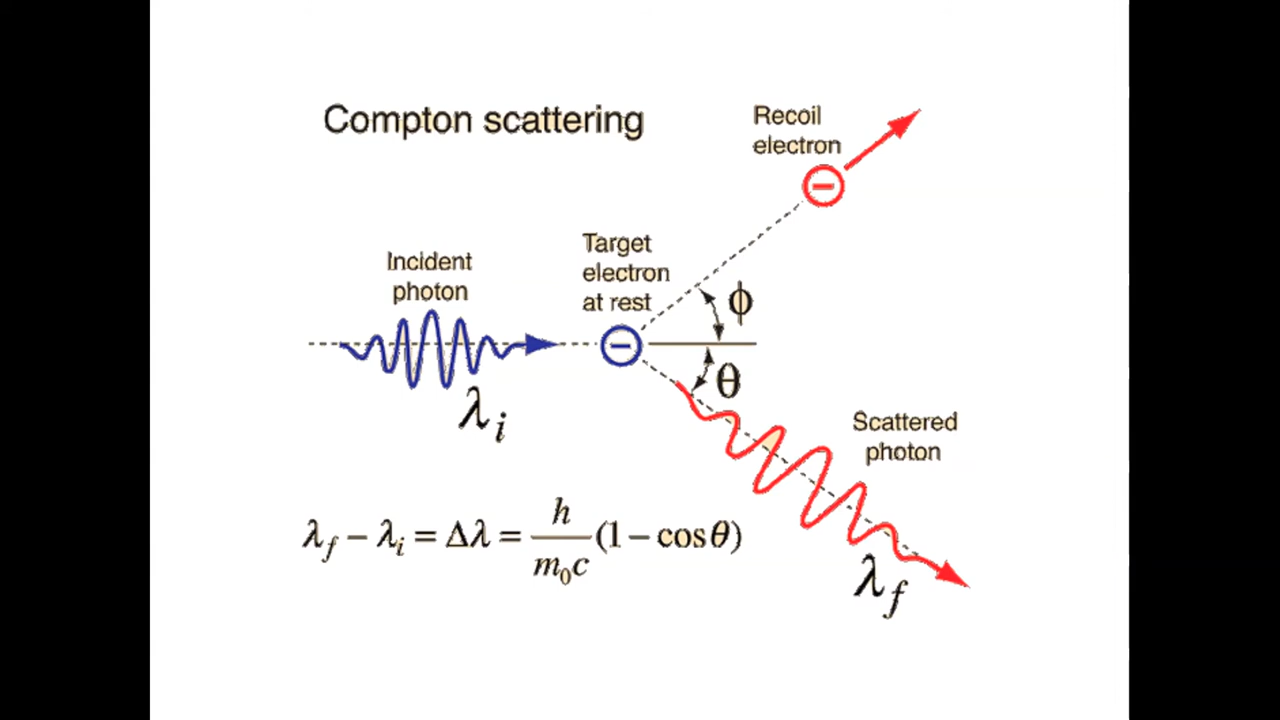 Compton scattering
Recoil
electron
Incident
photon
Target
electron
at rest
ϕ
θ
λi
Scattered
photon
λf
λf − λi = Δλ = h/m0c (1 − cosθ)